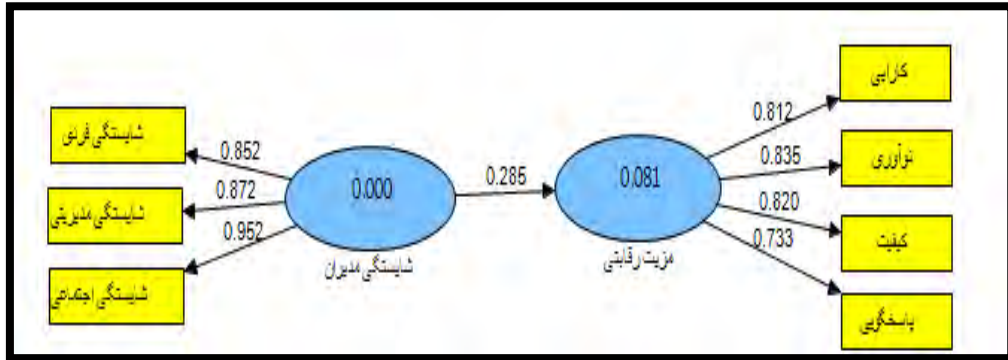 کارایی
0.812
شایستگی فردی
0.852
نوآوری
0.835
0.000
0.285
0.081
0.872
شایستگی مدیریتی
0.820
کیفیت
0.952
0.733
شایستگی مدیران
مزیت رقابتی
شایستگی اجتماعی
پاسخگویی